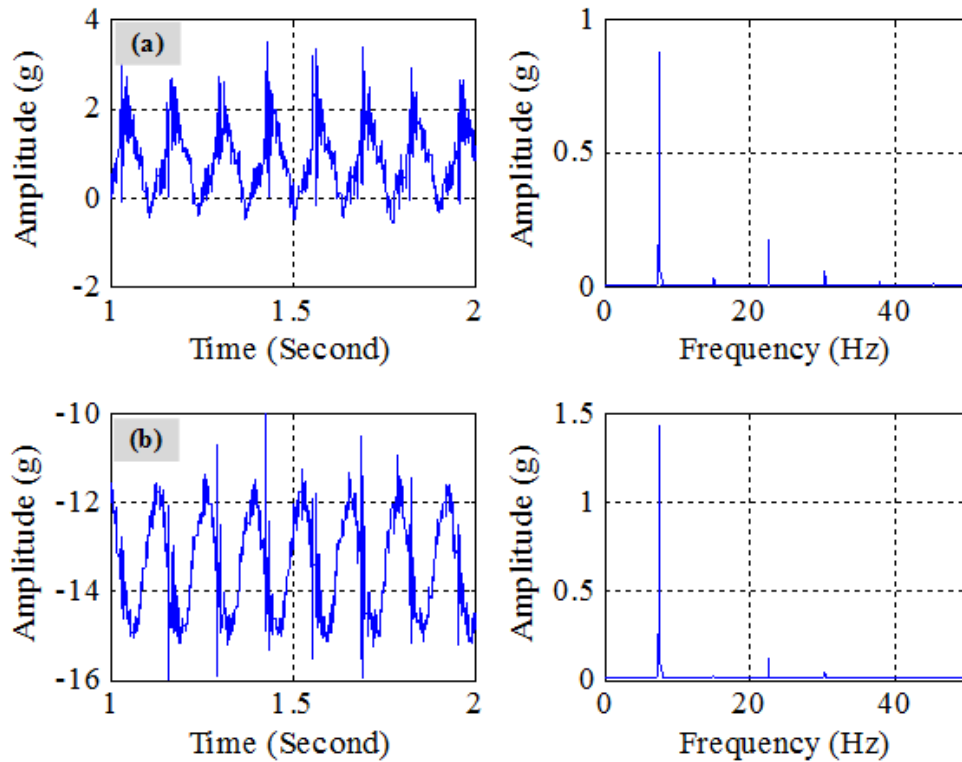 (a)
Amplitude (g)
4
2
0
-2
1
1.5
2
Time (Second)
Amplitude (g)
1
0.5
0
0
20
40
Frequency (Hz)
(b)
Amplitude (g)
-10
-12
-14
-16
1
1.5
2
Time (Second)
Amplitude (g)
1.5
1
0.5
0
0
20
40
Frequency (Hz)